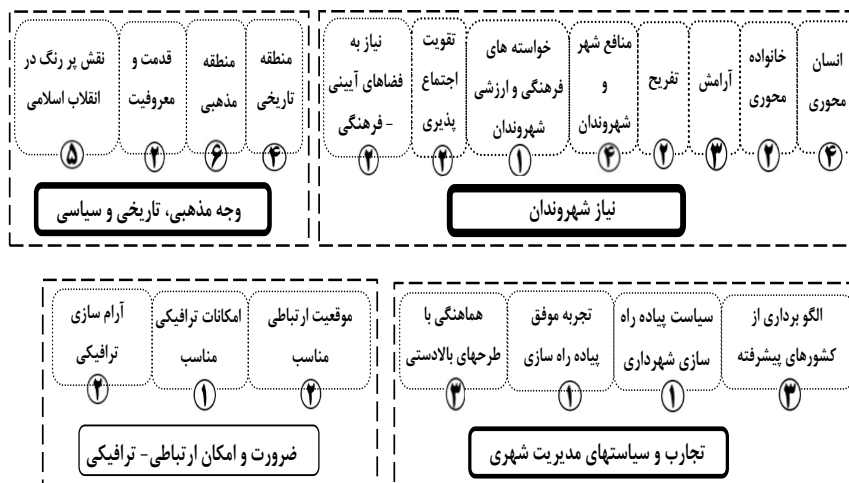 انسان
محوری
۴
خانواده
محوری
۲
آرامش
۳
تفریح
۲
منافع شهر
و
شهروندان
۴
خواسته های
فرهنگی و ارزشی
شهروندان
۱
تقویت
اجتماع
پذیری
۲
نیاز به
فضاهای آیینی
- فرهنگی
۲
نیاز شهروندان
منطقه
تاریخی
۴
منطقه
مذهبی
۶
قدمت و
معروفیت
۲
نقش پر رنگ در
انقلاب اسلامی
۵
وجه مذهبی، تاریخی و سیاسی
الگو برداری از
کشورهای پیشرفته
۳
سیاست پیاده راه
سازی شهرداری
۱
تجربه موفق
پیاده راه سازی
۱
هماهنگی با
طرحهای بالادستی
۳
تجارب و سیاستهای مدیریت شهری
موقعیت ارتباطی
مناسب
۲
امکانات ترافیکی
مناسب
۱
آرام سازی
ترافیکی
۲
ضرورت و امکان ارتباطی- ترافیکی